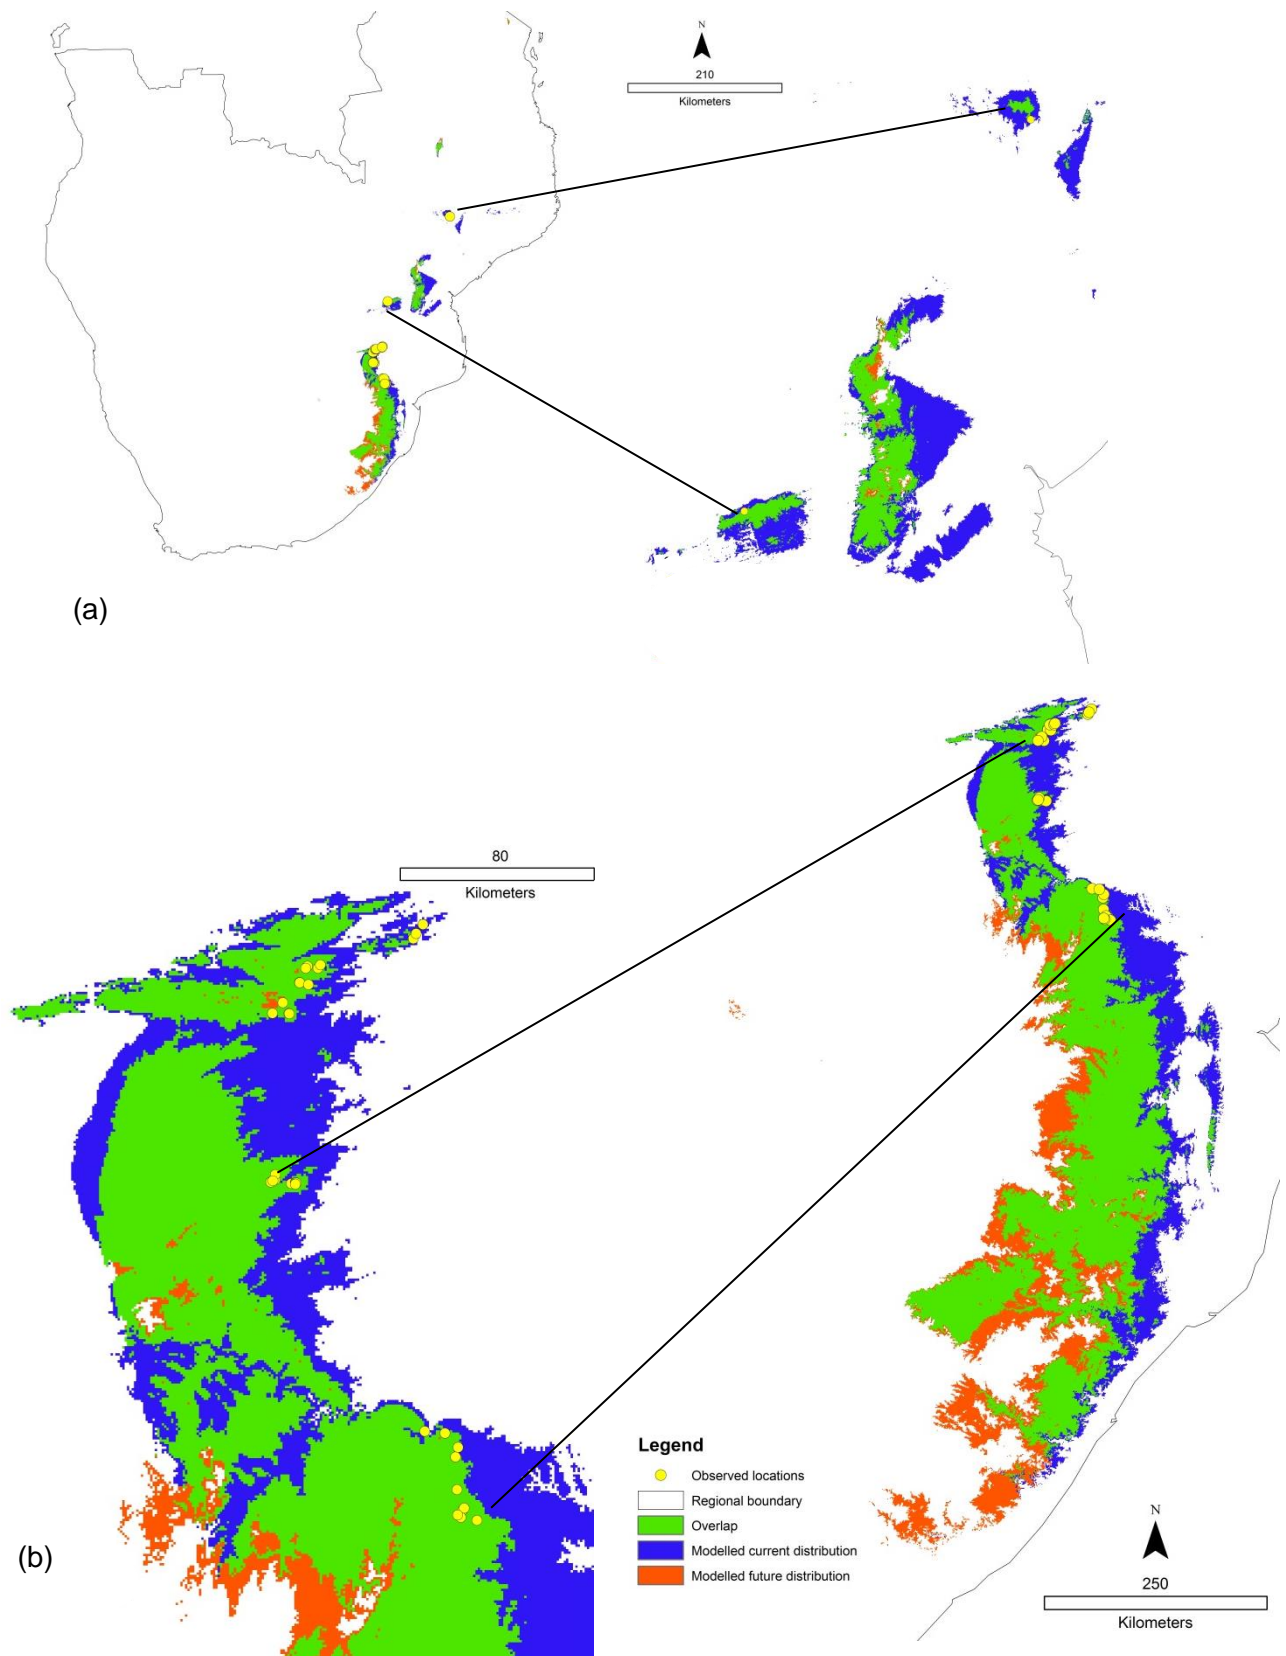 N
210
Kilometers
(a)
80
Kilometers
(b)
Legend
Observed locations
Regional boundary
Overlap
Modelled current distribution
Modelled future distribution
N
250
Kilometers